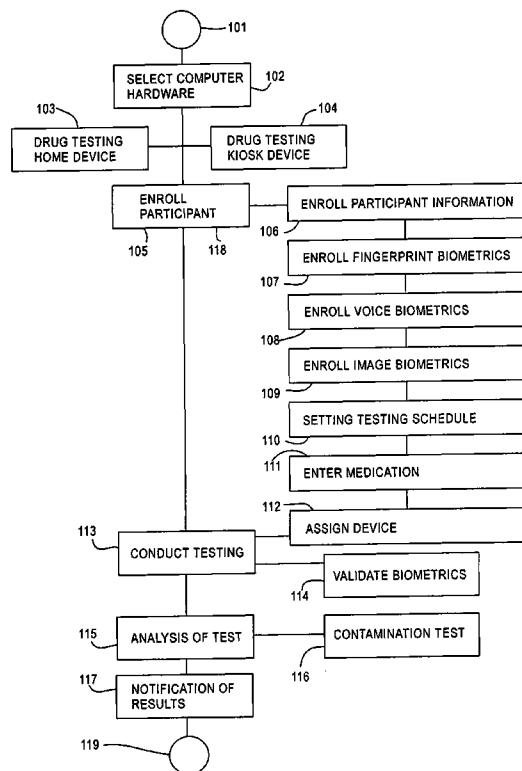 101
SELECT COMPUTER
HARDWARE
102
103
DRUG TESTING
HOME DEVICE
104
DRUG TESTING
KIOSK DEVICE
ENROLL
PARTICIPANT
105
118
ENROLL PARTICIPANT INFORMATION
106
ENROLL FINGERPRINT BIOMETRICS
107
ENROLL VOICE BIOMETRICS
108
ENROLL IMAGE BIOMETRICS
109
SETTING TESTING SCHEDULE
110
111
ENTER MEDICATION
112
ASSIGN DEVICE
113
CONDUCT TESTING
VALIDATE BIOMETRICS
114
115
ANALYSIS OF TEST
CONTAMINATION TEST
116
117
NOTIFICATION OF
RESULTS
119